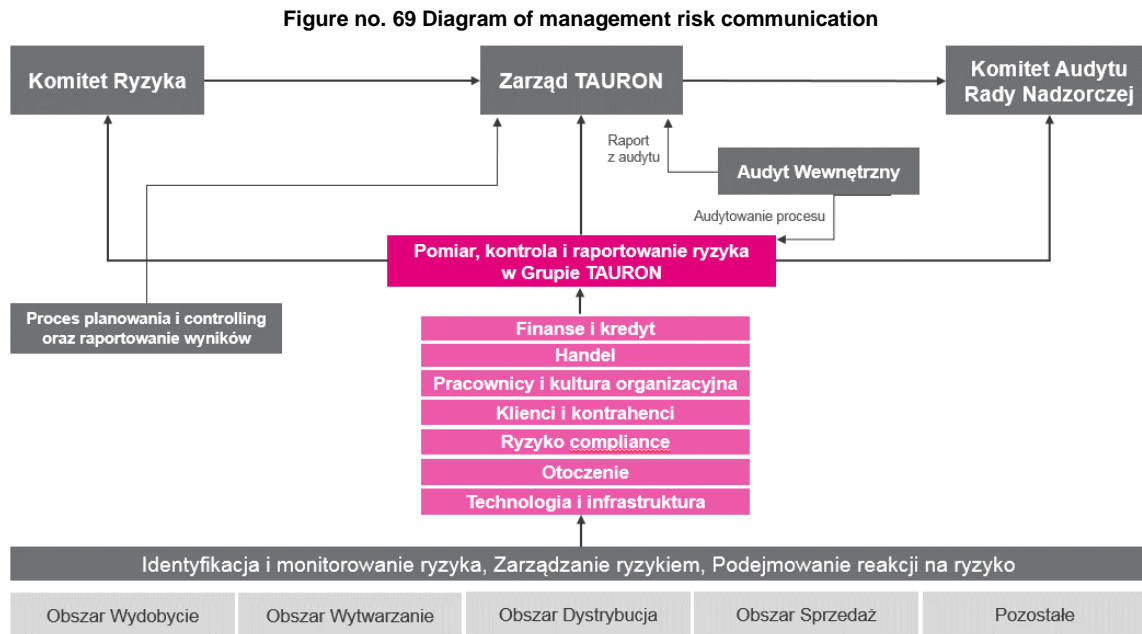 Figure no. 69 Diagram of management risk communication
Komitet Ryzyka
Zarząd TAURON
Komitet Audytu
Rady Nadzorczej
Raport
z audytu
Audyt Wewnętrzny
Audytowanie procesu
Pomiar, kontrola i raportowanie ryzyka
w Grupie TAURON
Proces planowania i controlling
oraz raportowanie wyników
Finanse i kredyt
Handel
Pracownicy i kultura organizacyjna
Klienci i kontrahenci
Ryzyko compliance
Otoczenie
Technologia i infrastruktura
Identyfikacja i monitorowanie ryzyka, Zarządzanie ryzykiem, Podejmowanie reakcji na ryzyko
Obszar Wydobycie
Obszar Wytwarzanie
Obszar Dystrybucja
Obszar Sprzedaż
Pozostałe